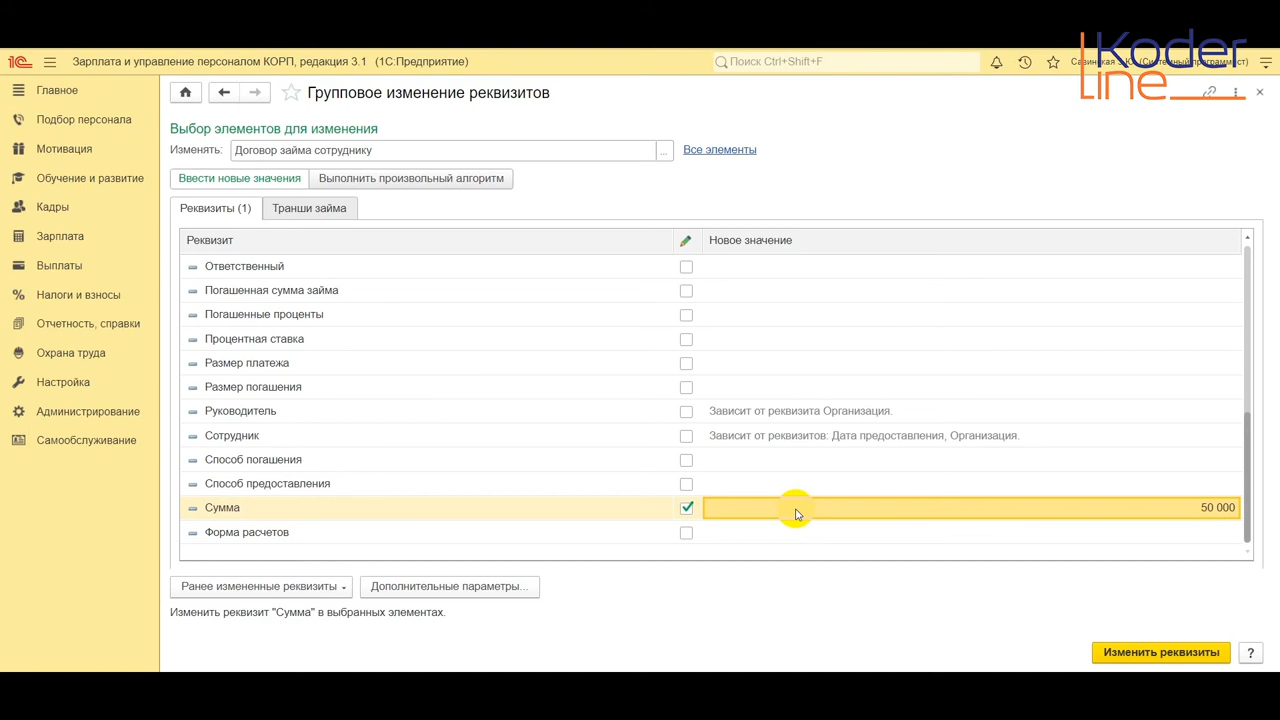 Koder
Line
1С Зарплата и управление персоналом КОРП, редакция 3.1 (1С:Предприятие)
Поиск Ctrl+Shift+F
Главное
Подбор персонала
Мотивация
Обучение и развитие
Кадры
Зарплата
Выплаты
Налоги и взносы
Отчетность, справки
Охрана труда
Настройка
Администрирование
Самообслуживание
Групповое изменение реквизитов
Выбор элементов для изменения
Изменять: Договор займа сотруднику ... Все элементы
Ввести новые значения Выполнить произвольный алгоритм
Реквизиты (1) Транши займа
Реквизит Новое значение
Ответственный
Погашенная сумма займа
Погашенные проценты
Процентная ставка
Размер платежа
Размер погашения
Руководитель Зависит от реквизита Организация.
Сотрудник Зависит от реквизитов: Дата предоставления, Организация.
Способ погашения
Способ предоставления
Сумма 50 000
Форма расчетов
Ранее измененные реквизиты Дополнительные параметры...
Изменить реквизит "Сумма" в выбранных элементах.
Изменить реквизиты ?